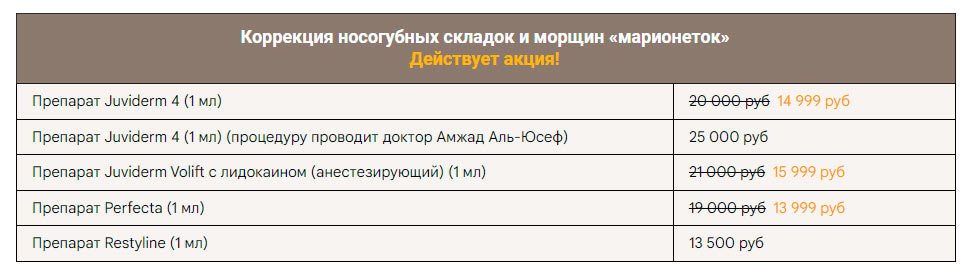 Коррекция носогубных складок и морщин «марионеток»
Действует акция!
Препарат Juviderm 4 (1 мл) 20 000 руб 14 999 руб
Препарат Juviderm 4 (1 мл) (процедуру проводит доктор Амжад Аль-Юсеф) 25 000 руб
Препарат Juviderm Volift с лидокаином (анестезирующий) (1 мл) 21 000 руб 15 999 руб
Препарат Perfecta (1 мл) 19 000 руб 13 999 руб
Препарат Restyline (1 мл) 13 500 руб